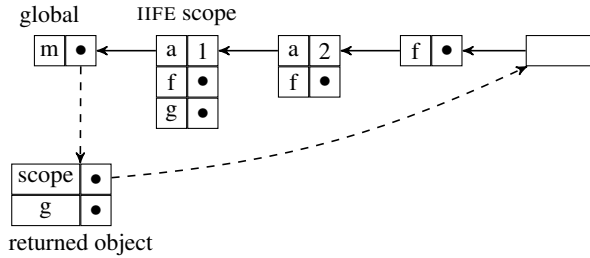 global
IIFE scope
m •
a 1
f •
g •
a 2
f •
f •
scope •
g •
returned object